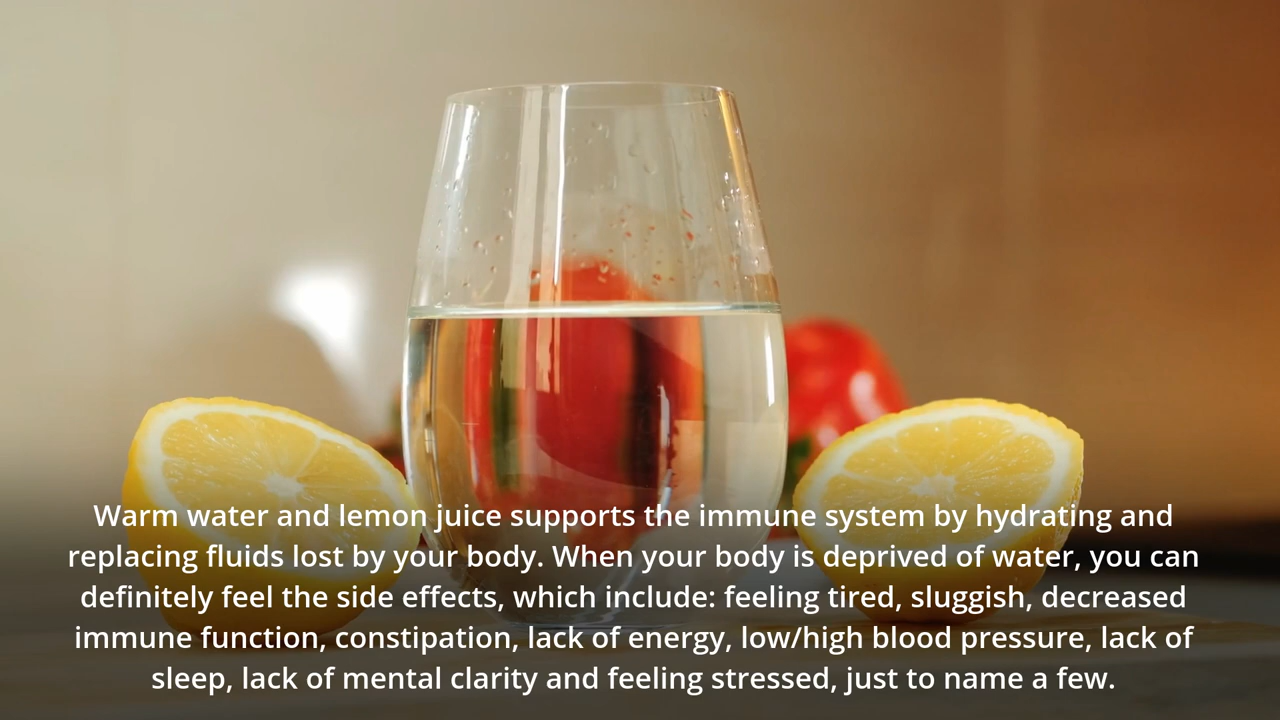 Warm water and lemon juice supports the immune system by hydrating and
replacing fluids lost by your body. When your body is deprived of water, you can
definitely feel the side effects, which include: feeling tired, sluggish, decreased
immune function, constipation, lack of energy, low/high blood pressure, lack of
sleep, lack of mental clarity and feeling stressed, just to name a few.